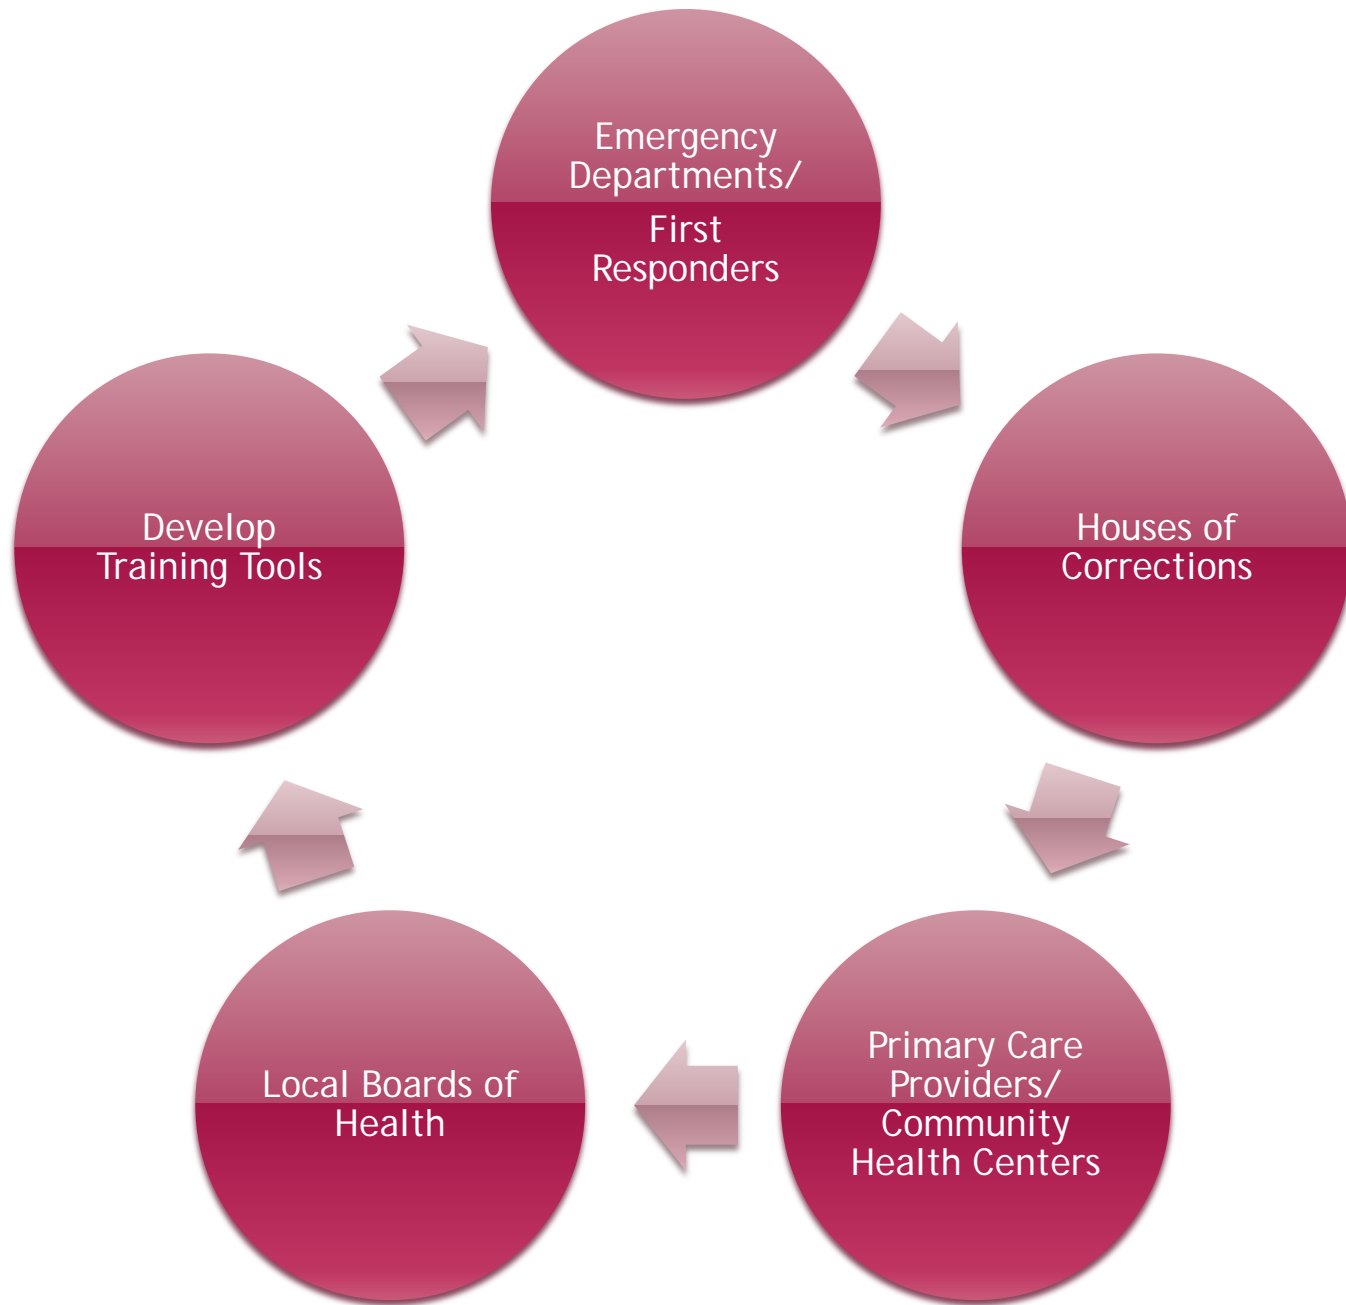 Emergency
Departments/
First
Responders
Houses of
Corrections
Primary Care
Providers/
Community
Health Centers
Local Boards of
Health
Develop
Training Tools